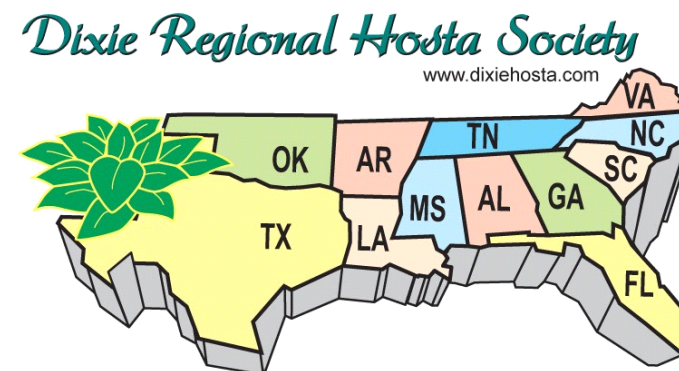 Dixie Regional Hosta Society
www.dixiehosta.com
VA
TN
NC
OK
AR
SC
MS
AL
GA
TX
LA
FL